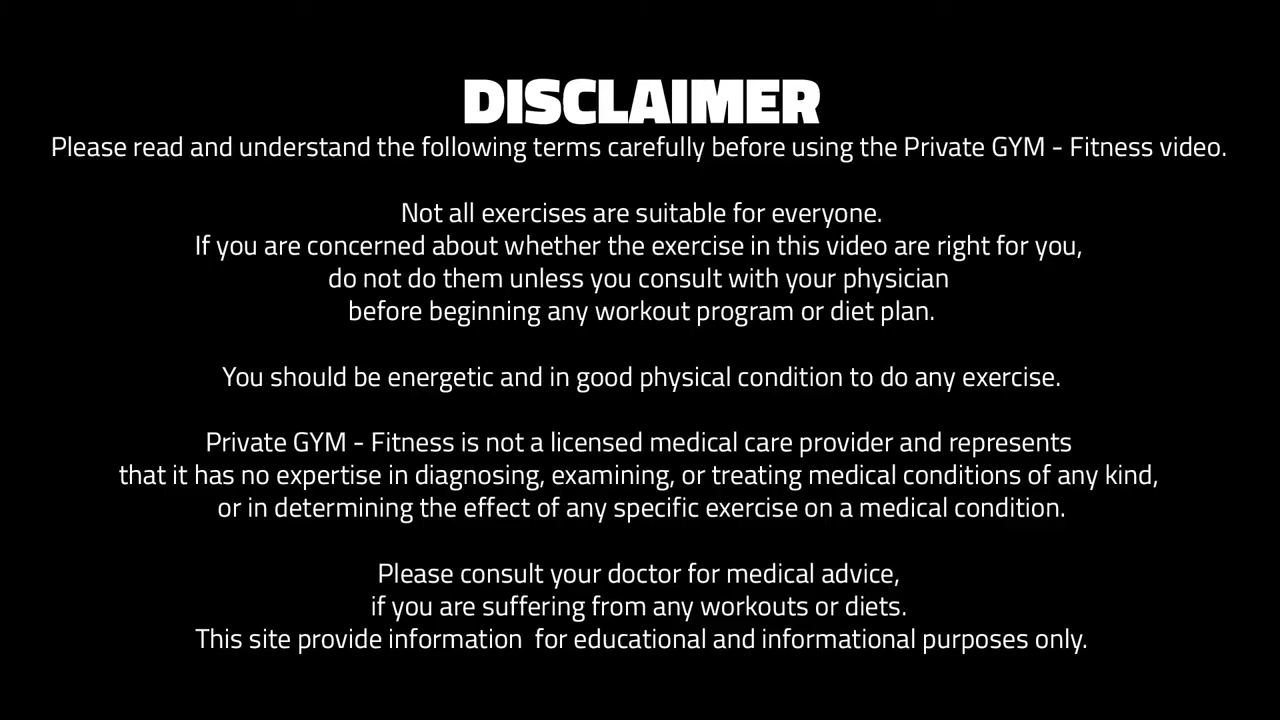 DISCLAIMER
Please read and understand the following terms carefully before using the Private GYM - Fitness video.
Not all exercises are suitable for everyone.
If you are concerned about whether the exercise in this video are right for you,
do not do them unless you consult with your physician
before beginning any workout program or diet plan.
You should be energetic and in good physical condition to do any exercise.
Private GYM - Fitness is not a licensed medical care provider and represents
that it has no expertise in diagnosing, examining, or treating medical conditions of any kind,
or in determining the effect of any specific exercise on a medical condition.
Please consult your doctor for medical advice,
if you are suffering from any workouts or diets.
This site provide information  for educational and informational purposes only.